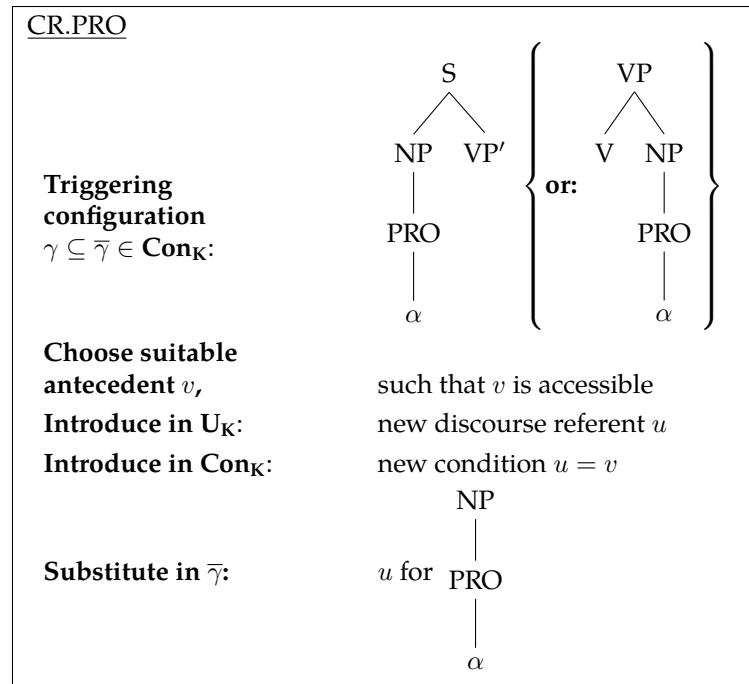 CR.PRO
S VP
NP VP′ V NP
Triggering or:
configuration
PRO PRO
γ ⊆ γ̅ ∈ Con_K:
α α
Choose suitable
antecedent v, such that v is accessible
Introduce in U_K: new discourse referent u
Introduce in Con_K: new condition u = v
NP
Substitute in γ̅: u for PRO
α